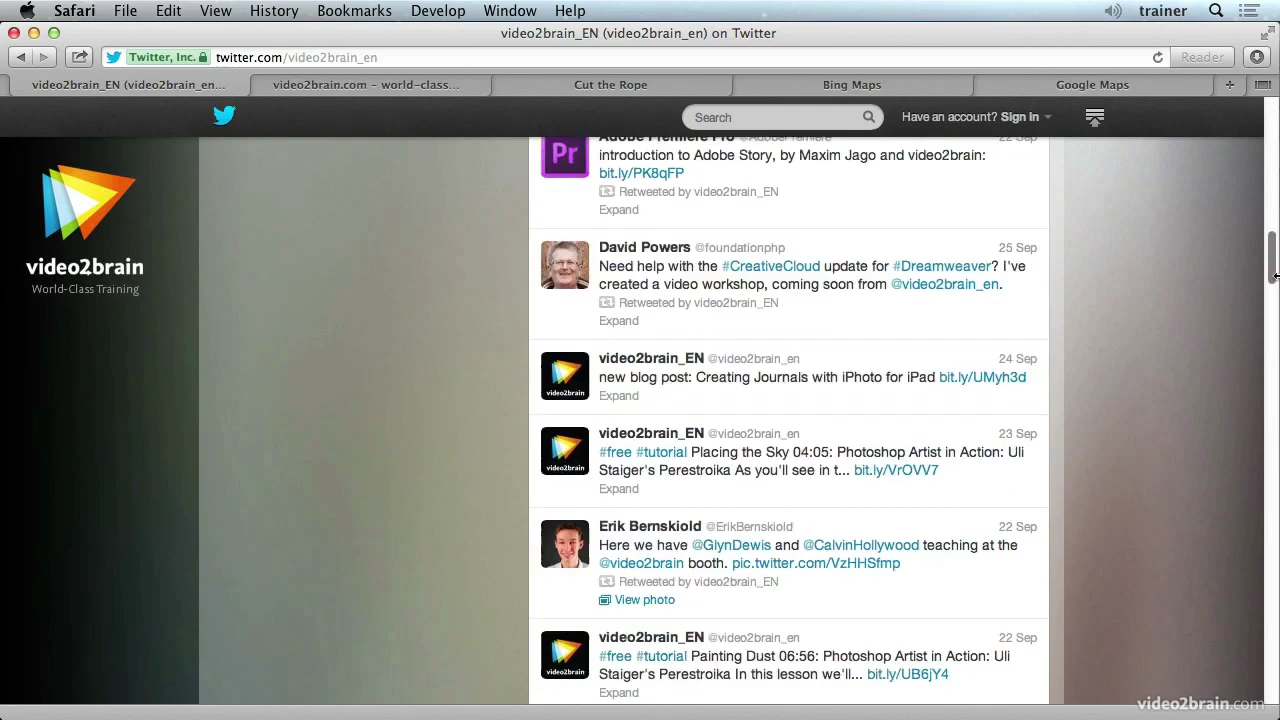 Safari File Edit View History Bookmarks Develop Window Help trainer
video2brain_EN (video2brain_en) on Twitter
Twitter, Inc. twitter.com/video2brain_en Reader
video2brain_EN (video2brain_en... video2brain.com – world-class... Cut the Rope Bing Maps Google Maps +
Search Have an account? Sign in
Adobe Premiere Pro @AdobePremiere 22 Sep
introduction to Adobe Story, by Maxim Jago and video2brain:
bit.ly/PK8qFP
Retweeted by video2brain_EN
Expand
Pr
video2brain
World-Class Training
David Powers @foundationphp 25 Sep
Need help with the #CreativeCloud update for #Dreamweaver? I've
created a video workshop, coming soon from @video2brain_en.
Retweeted by video2brain_EN
Expand
video2brain_EN @video2brain_en 24 Sep
new blog post: Creating Journals with iPhoto for iPad bit.ly/UMyh3d
Expand
video2brain
video2brain_EN @video2brain_en 23 Sep
#free #tutorial Placing the Sky 04:05: Photoshop Artist in Action: Uli
Staiger's Perestroika As you'll see in t... bit.ly/VrOVV7
Expand
video2brain
Erik Bernskiold @ErikBernskiold 22 Sep
Here we have @GlynDewis and @CalvinHollywood teaching at the
@video2brain booth. pic.twitter.com/VzHHSfmp
Retweeted by video2brain_EN
View photo
video2brain_EN @video2brain_en 22 Sep
#free #tutorial Painting Dust 06:56: Photoshop Artist in Action: Uli
Staiger's Perestroika In this lesson we'll... bit.ly/UB6jY4
Expand
video2brain
video2brain.com